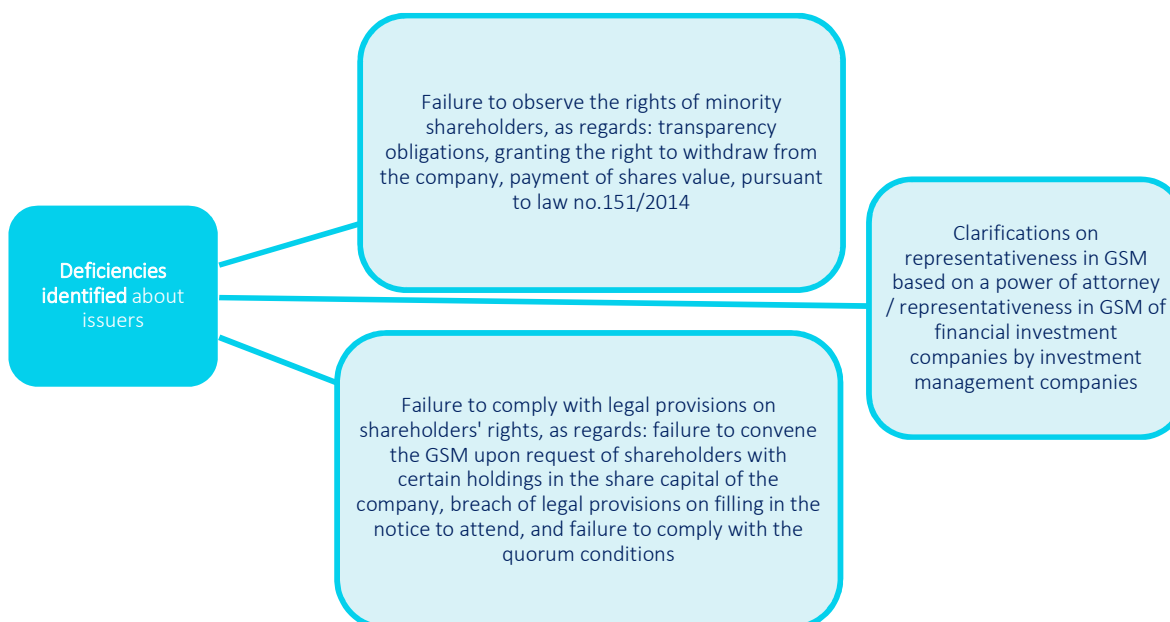 Deficiencies
identified about
issuers
Failure to observe the rights of minority
shareholders, as regards: transparency
obligations, granting the right to withdraw from
the company, payment of shares value, pursuant
to law no.151/2014
Clarifications on
representativeness in GSM
based on a power of attorney
/ representativeness in GSM of
financial investment
companies by investment
management companies
Failure to comply with legal provisions on
shareholders' rights, as regards: failure to convene
the GSM upon request of shareholders with
certain holdings in the share capital of the
company, breach of legal provisions on filling in the
notice to attend, and failure to comply with the
quorum conditions